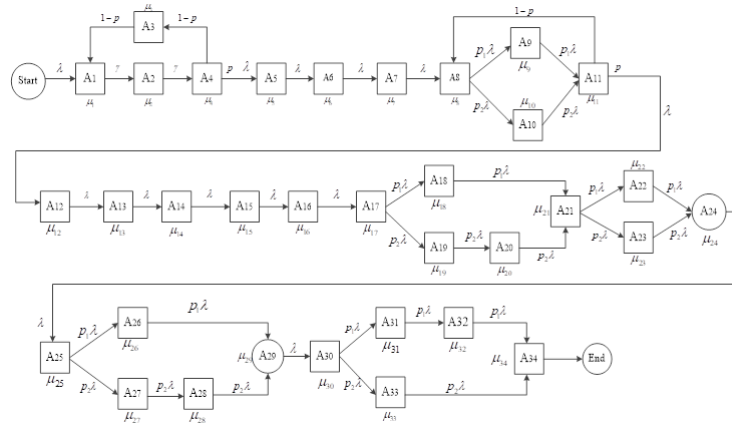 1-p
A3
1-p
Start
λ
A1
γ
A2
γ
A4
p
λ
A5
λ
A6
λ
A7
λ
A8
p₁λ
A9
μ₉
p₁λ
1-p
A11
μ₁₁
p
p₂λ
A10
μ₁₀
p₂λ
λ
A12
μ₁₂
λ
A13
μ₁₃
λ
A14
μ₁₄
λ
A15
μ₁₅
λ
A16
μ₁₆
λ
A17
μ₁₇
p₁λ
A18
μ₁₈
p₁λ
p₂λ
A19
μ₁₉
p₂λ
A20
μ₂₀
p₂λ
μ₂₁
A21
p₁λ
μ₂₂
A22
p₁λ
p₂λ
A23
μ₂₃
p₂λ
A24
μ₂₄
λ
A25
μ₂₅
p₁λ
A26
μ₂₆
p₁λ
p₂λ
A27
μ₂₇
p₂λ
A28
μ₂₈
p₂λ
μ₂₉
A29
λ
A30
μ₃₀
p₁λ
A31
μ₃₁
p₁λ
A32
μ₃₂
p₁λ
p₂λ
A33
μ₃₃
p₂λ
μ₃₄
A34
End